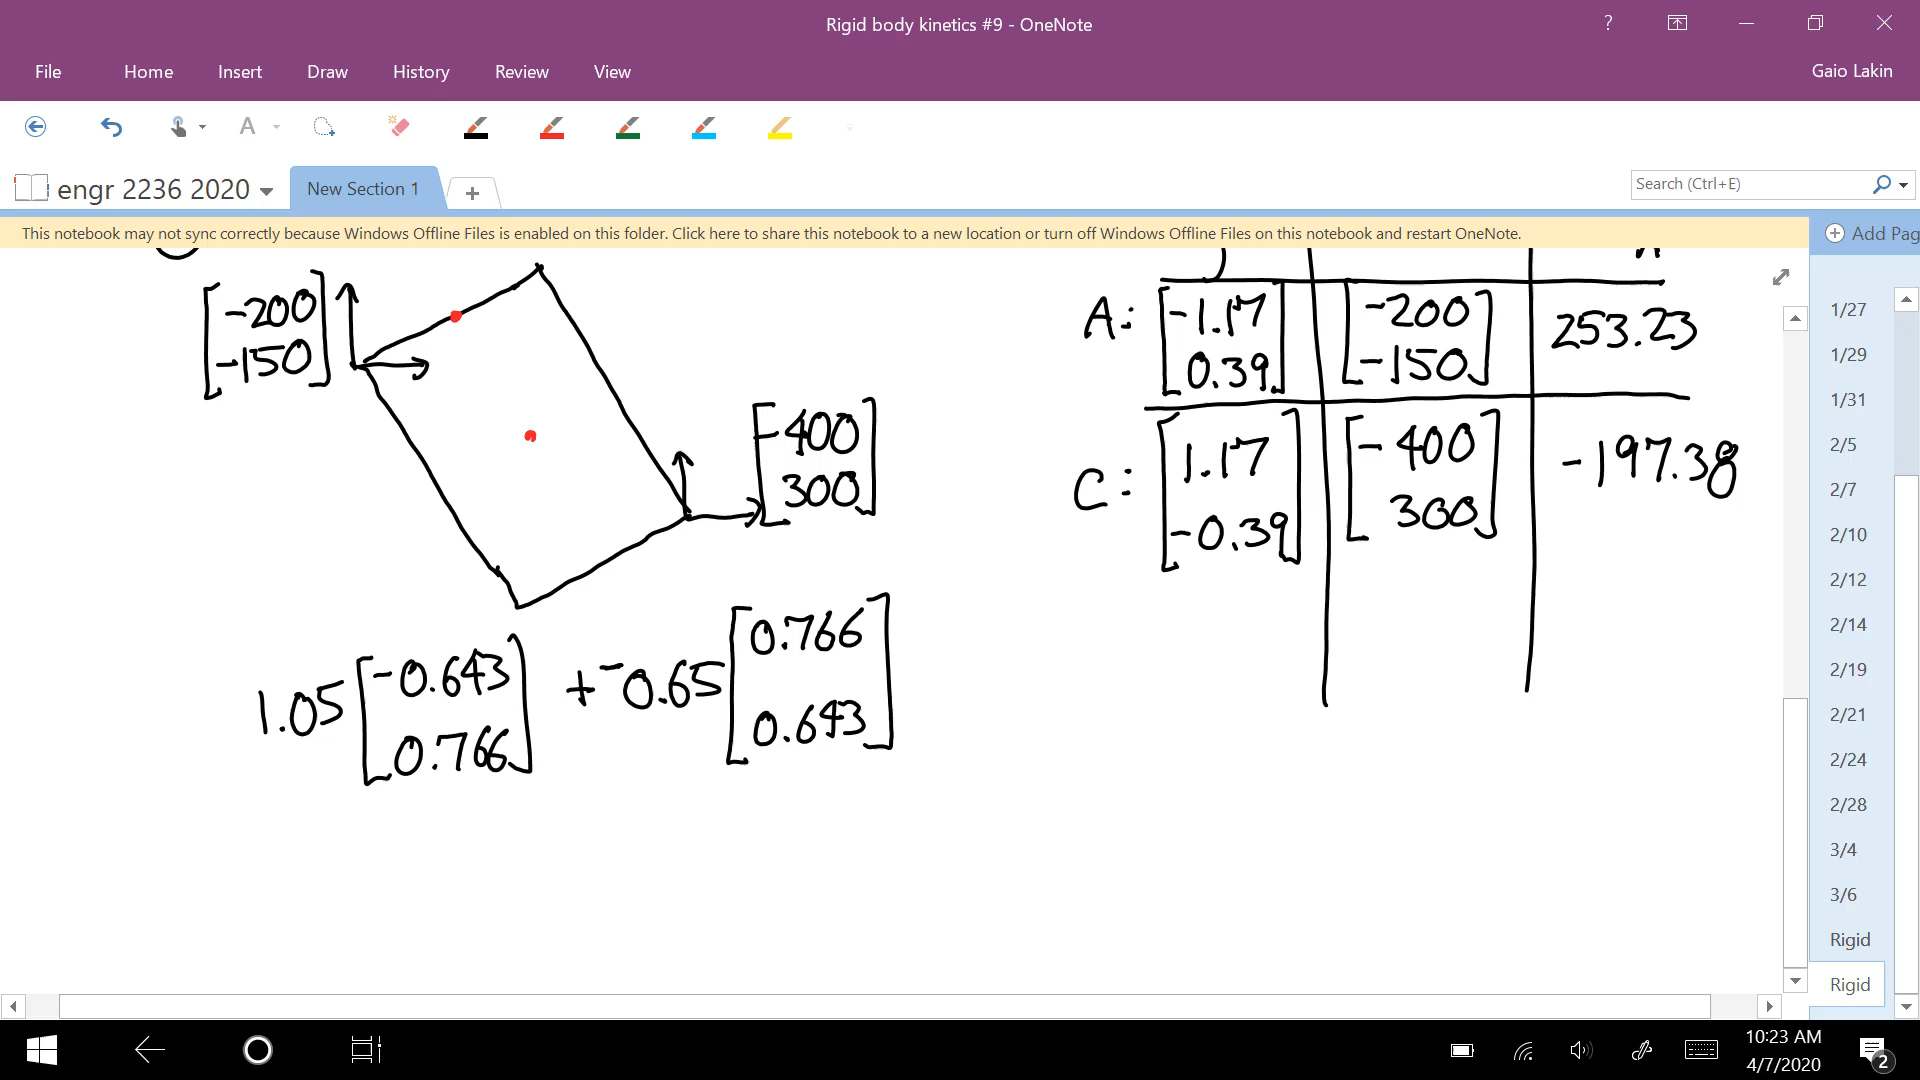 Rigid body kinetics #9 - OneNote
?
File Home Insert Draw History Review View
Gaio Lakin
A
engr 2236 2020
New Section 1
+
Search (Ctrl+E)
This notebook may not sync correctly because Windows Offline Files is enabled on this folder. Click here to share this notebook to a new location or turn off Windows Offline Files on this notebook and restart OneNote.
Add Pag
[-200
-150]
[-400
300]
1.05 [-0.643
0.766] + -0.65 [0.766
0.643]
A: [-1.17
0.39] [-200
-150] 253.23
C: [1.17
-0.39] [-400
300] -197.38
1/27
1/29
1/31
2/5
2/7
2/10
2/12
2/14
2/19
2/21
2/24
2/28
3/4
3/6
Rigid
Rigid
10:23 AM
4/7/2020
2